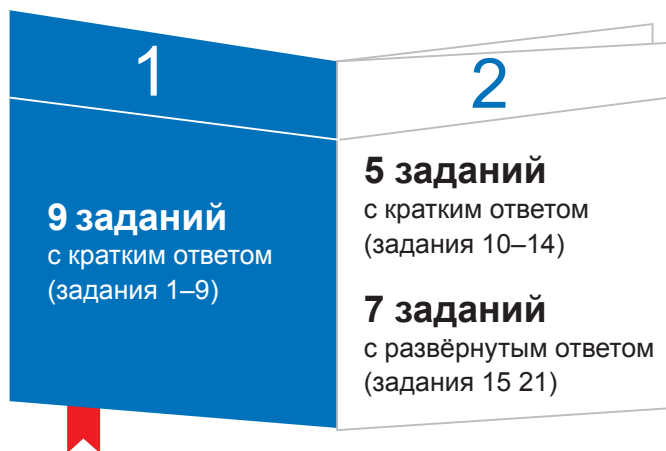 1
9 заданий
с кратким ответом
(задания 1–9)
2
5 заданий
с кратким ответом
(задания 10–14)
7 заданий
с развёрнутым ответом
(задания 15 21)